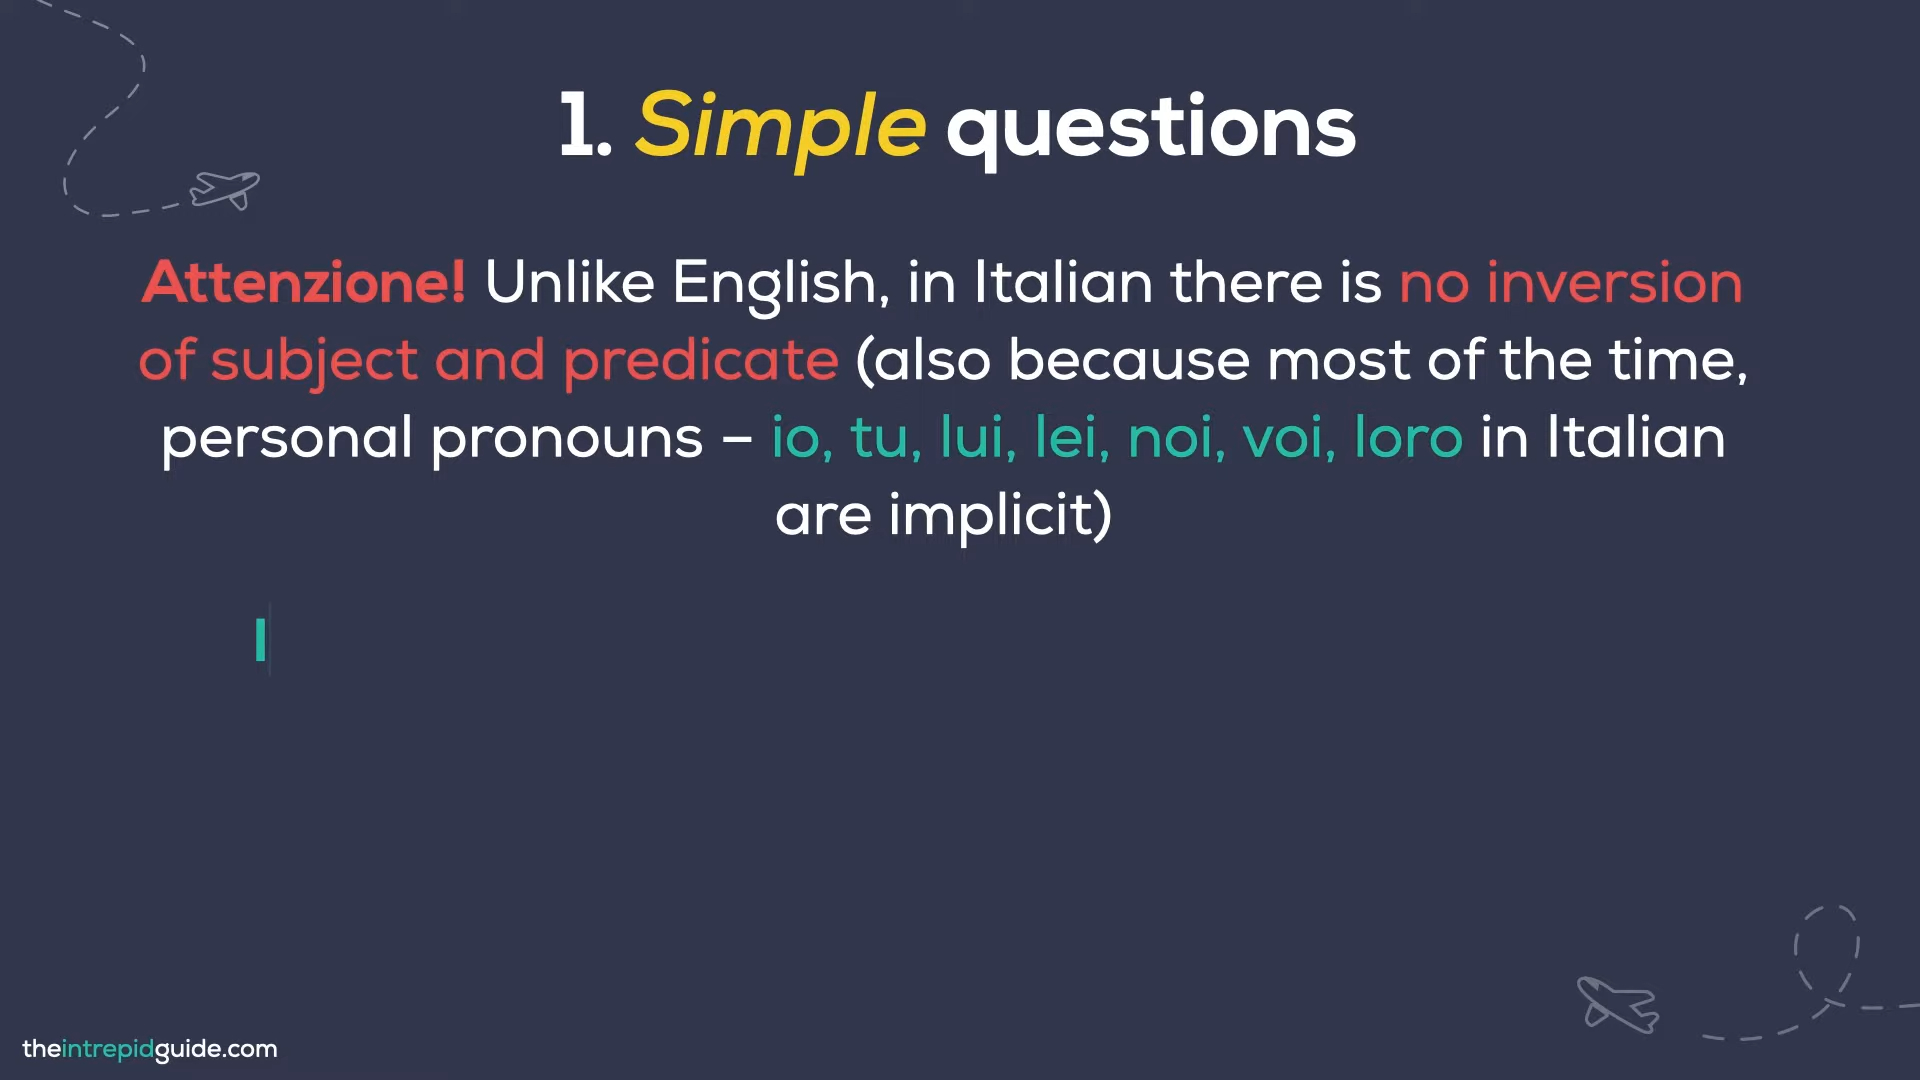 1. Simple questions
Attenzione! Unlike English, in Italian there is no inversion
of subject and predicate (also because most of the time,
personal pronouns – io, tu, lui, lei, noi, voi, loro in Italian
are implicit)
I
theintrepidguide.com